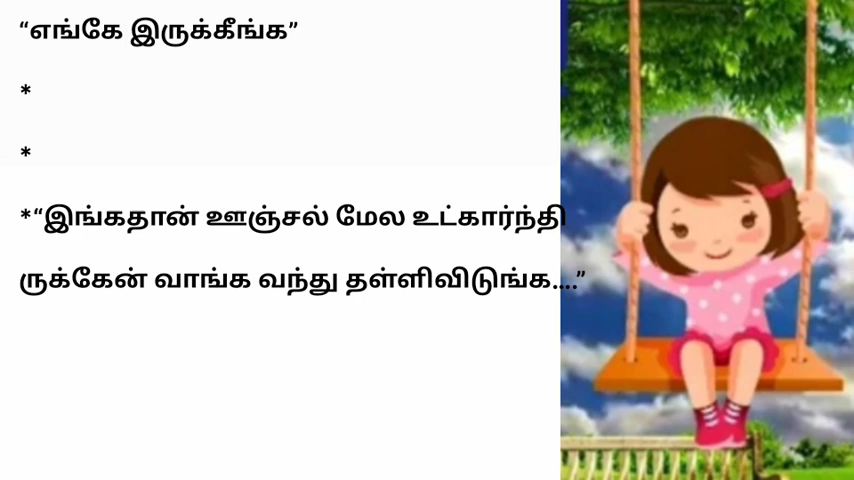 “எங்கே இருக்கீங்க”
*
*
*“இங்கதான் ஊஞ்சல் மேல உட்கார்ந்தி
ருக்கேன் வாங்க வந்து தள்ளிவிடுங்க....”